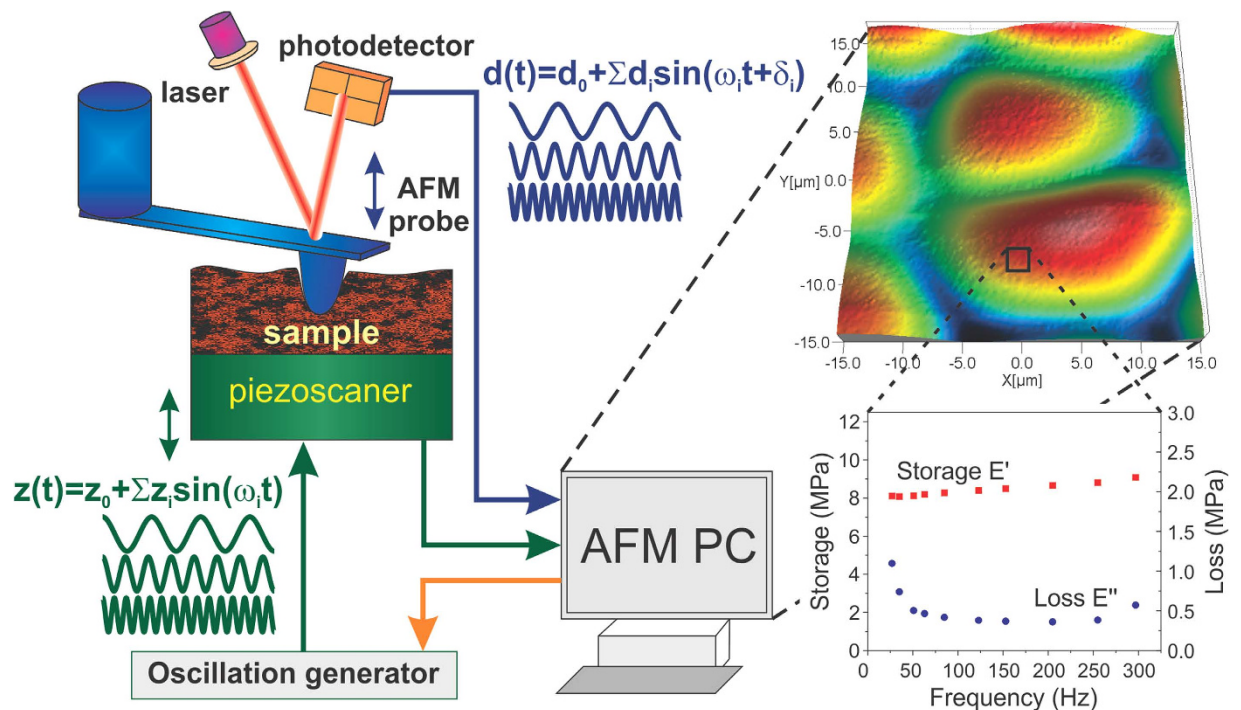 laser
photodetector
d(t)=d₀+Σdᵢsin(ωᵢt+δᵢ)
AFM
probe
sample
piezoscaner
z(t)=z₀+Σzᵢsin(ωᵢt)
Oscillation generator
AFM PC
15.0
10.0
5.0
Y[µm] 0.0
-5.0
-10.0
-15.0
-15.0 -10.0 -5.0 0.0 5.0 10.0 15.0
X[µm]
Storage (MPa)
12
10
8
6
4
2
0
Storage E'
Loss E"
3.0
2.5
2.0
1.5
1.0
0.5
0.0
Loss (MPa)
0 50 100 150 200 250 300
Frequency (Hz)